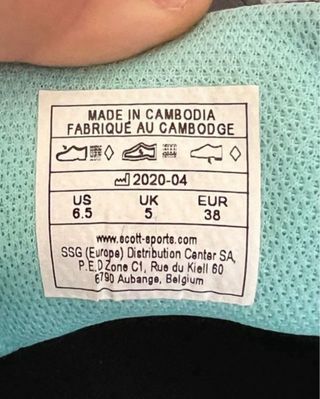 MADE IN CAMBODIA
FABRIQUÉ AU CAMBODGE
2020-04
US UK EUR
6.5 5 38
www.scott-sports.com
SSG (Europe) Distribution Center SA,
P.E.D Zone C1, Rue du Kiell 60
6790 Aubange, Belgium